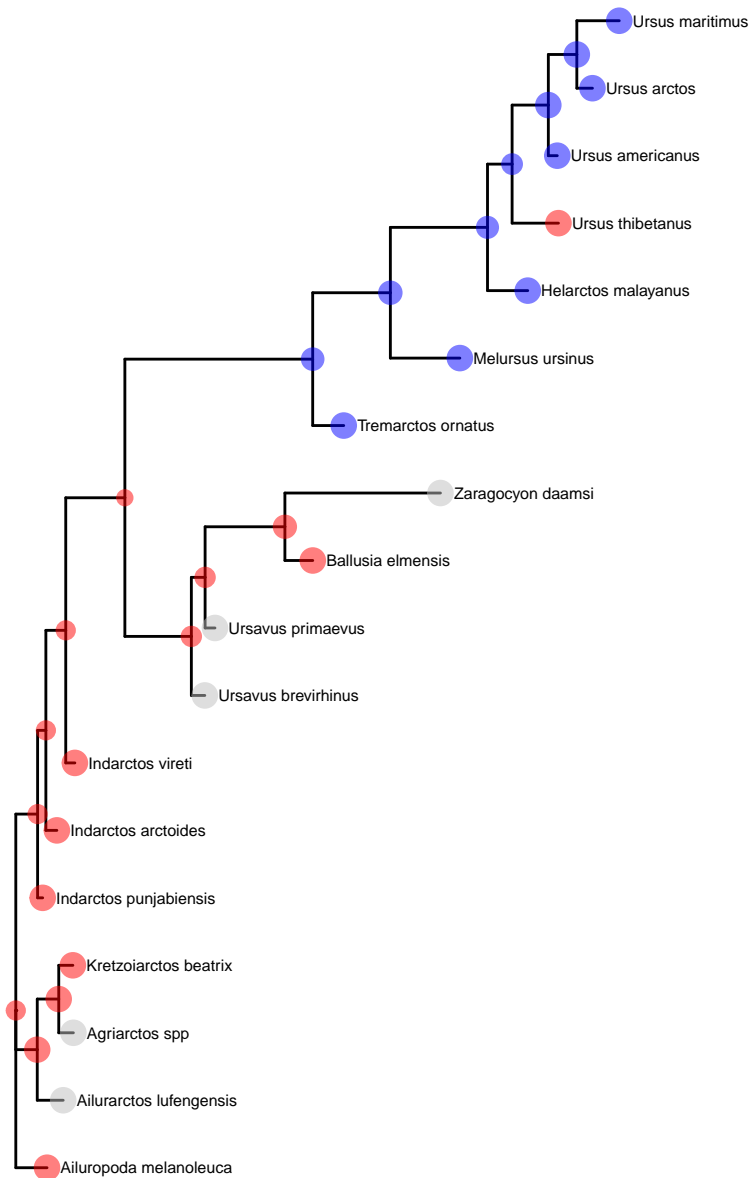 Ursus maritimus
Ursus arctos
Ursus americanus
Ursus thibetanus
Helarctos malayanus
Melursus ursinus
Tremarctos ornatus
Zaragocyon daamsi
Ballusia elmensis
Ursavus primaevus
Ursavus brevirhinus
Indarctos vireti
Indarctos arctoides
Indarctos punjabiensis
Kretzoiarctos beatrix
Agriarctos spp
Ailurarctos lufengensis
Ailuropoda melanoleuca